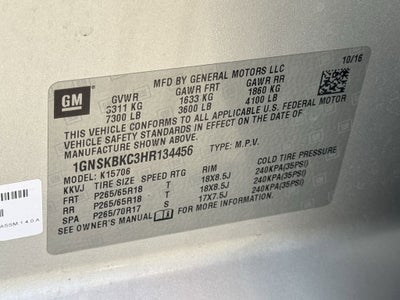 GM
MFD BY GENERAL MOTORS LLC
10/16
GVWR GAWR FRT GAWR RR
3311 KG 1633 KG 1860 KG
7300 LB 3600 LB 4100 LB
THIS VEHICLE CONFORMS TO ALL APPLICABLE U.S. FEDERAL MOTOR
VEHICLE SAFETY STANDARDS IN EFFECT ON THE DATE OF
MANUFACTURE SHOWN ABOVE.
1GNSKBKC3HR134456 TYPE: M.P.V.
MODEL: K15706
KKVJ TIRE SIZE SPEED RTG RIM COLD TIRE PRESSURE
FRT P265/65R18 T 18X8.5J 240KPA(35PSI)
RR P265/65R18 T 18X8.5J 240KPA(35PSI)
SPA P265/70R17 S 17X7.5J 240KPA(35PSI)
SEE OWNER'S MANUAL FOR ADDITIONAL INFORMATION.